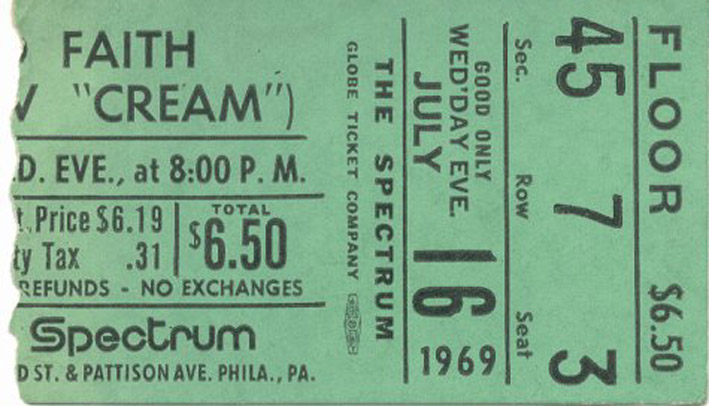 FAITH
"CREAM")
D. EVE., at 8:00 P. M.
t. Price $6.19
ty Tax .31
TOTAL
$6.50
REFUNDS - NO EXCHANGES
Spectrum
D ST. & PATTISON AVE. PHILA., PA.
GLOBE TICKET COMPANY
THE SPECTRUM
GOOD ONLY
WED'DAY EVE.
JULY 16
1969
Sec. Row Seat
45 7 3
FLOOR $6.50